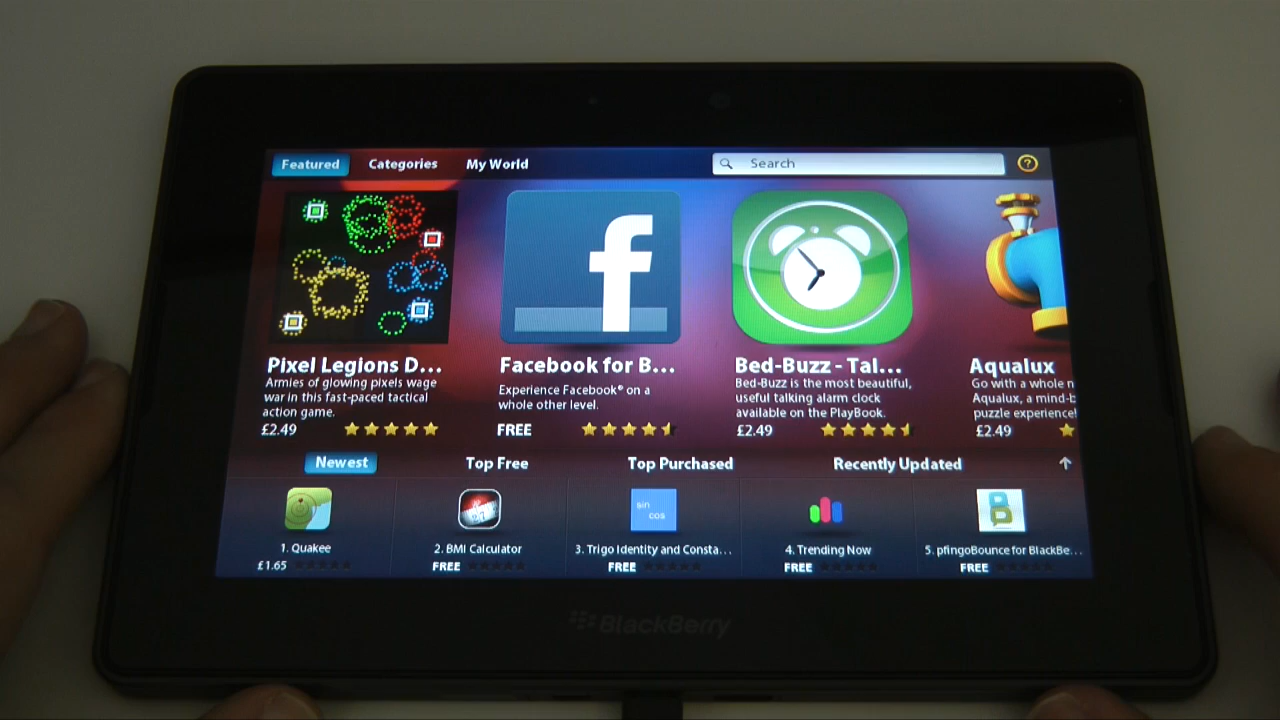 Featured
Categories
My World
Search
?
Pixel Legions D...
Armies of glowing pixels wage
war in this fast-paced tactical
action game.
£2.49
Facebook for B...
Experience Facebook® on a
whole other level.
FREE
Bed-Buzz - Tal...
Bed-Buzz is the most beautiful,
useful talking alarm clock
available on the PlayBook.
£2.49
Aqualux
Go with a whole n
Aqualux, a mind-b
puzzle experience!
£2.49
Newest
Top Free
Top Purchased
Recently Updated
sin
cos
1. Quakee
£1.65
2. BMI Calculator
FREE
3. Trigo Identity and Consta...
FREE
4. Trending Now
FREE
5. pfingoBounce for BlackBe...
FREE
BlackBerry